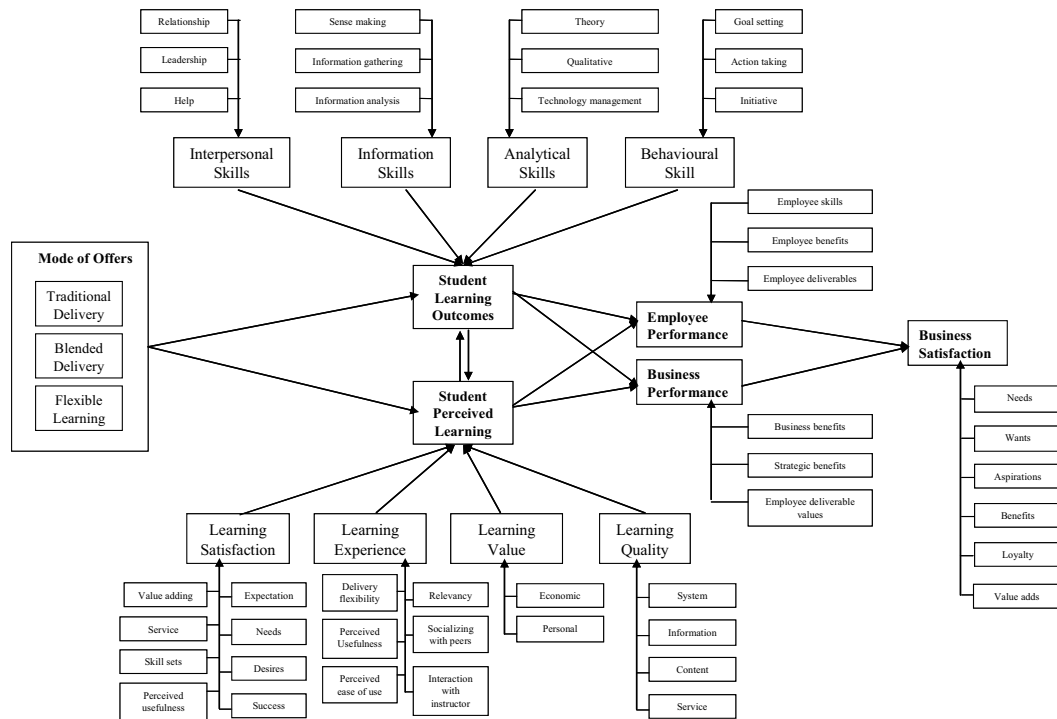 Relationship
Leadership
Help
Sense making
Information gathering
Information analysis
Theory
Qualitative
Technology management
Goal setting
Action taking
Initiative
Interpersonal
Skills
Information
Skills
Analytical
Skills
Behavioural
Skill
Employee skills
Employee benefits
Employee deliverables
Mode of Offers
Traditional
Delivery
Blended
Delivery
Flexible
Learning
Student
Learning
Outcomes
Student
Perceived
Learning
Employee
Performance
Business
Performance
Business
Satisfaction
Business benefits
Strategic benefits
Employee deliverable
values
Needs
Wants
Aspirations
Benefits
Loyalty
Value adds
Learning
Satisfaction
Learning
Experience
Learning
Value
Learning
Quality
Value adding
Service
Skill sets
Perceived
usefulness
Expectation
Needs
Desires
Success
Delivery
flexibility
Perceived
Usefulness
Perceived
ease of use
Relevancy
Socializing
with peers
Interaction with
instructor
Economic
Personal
System
Information
Content
Service